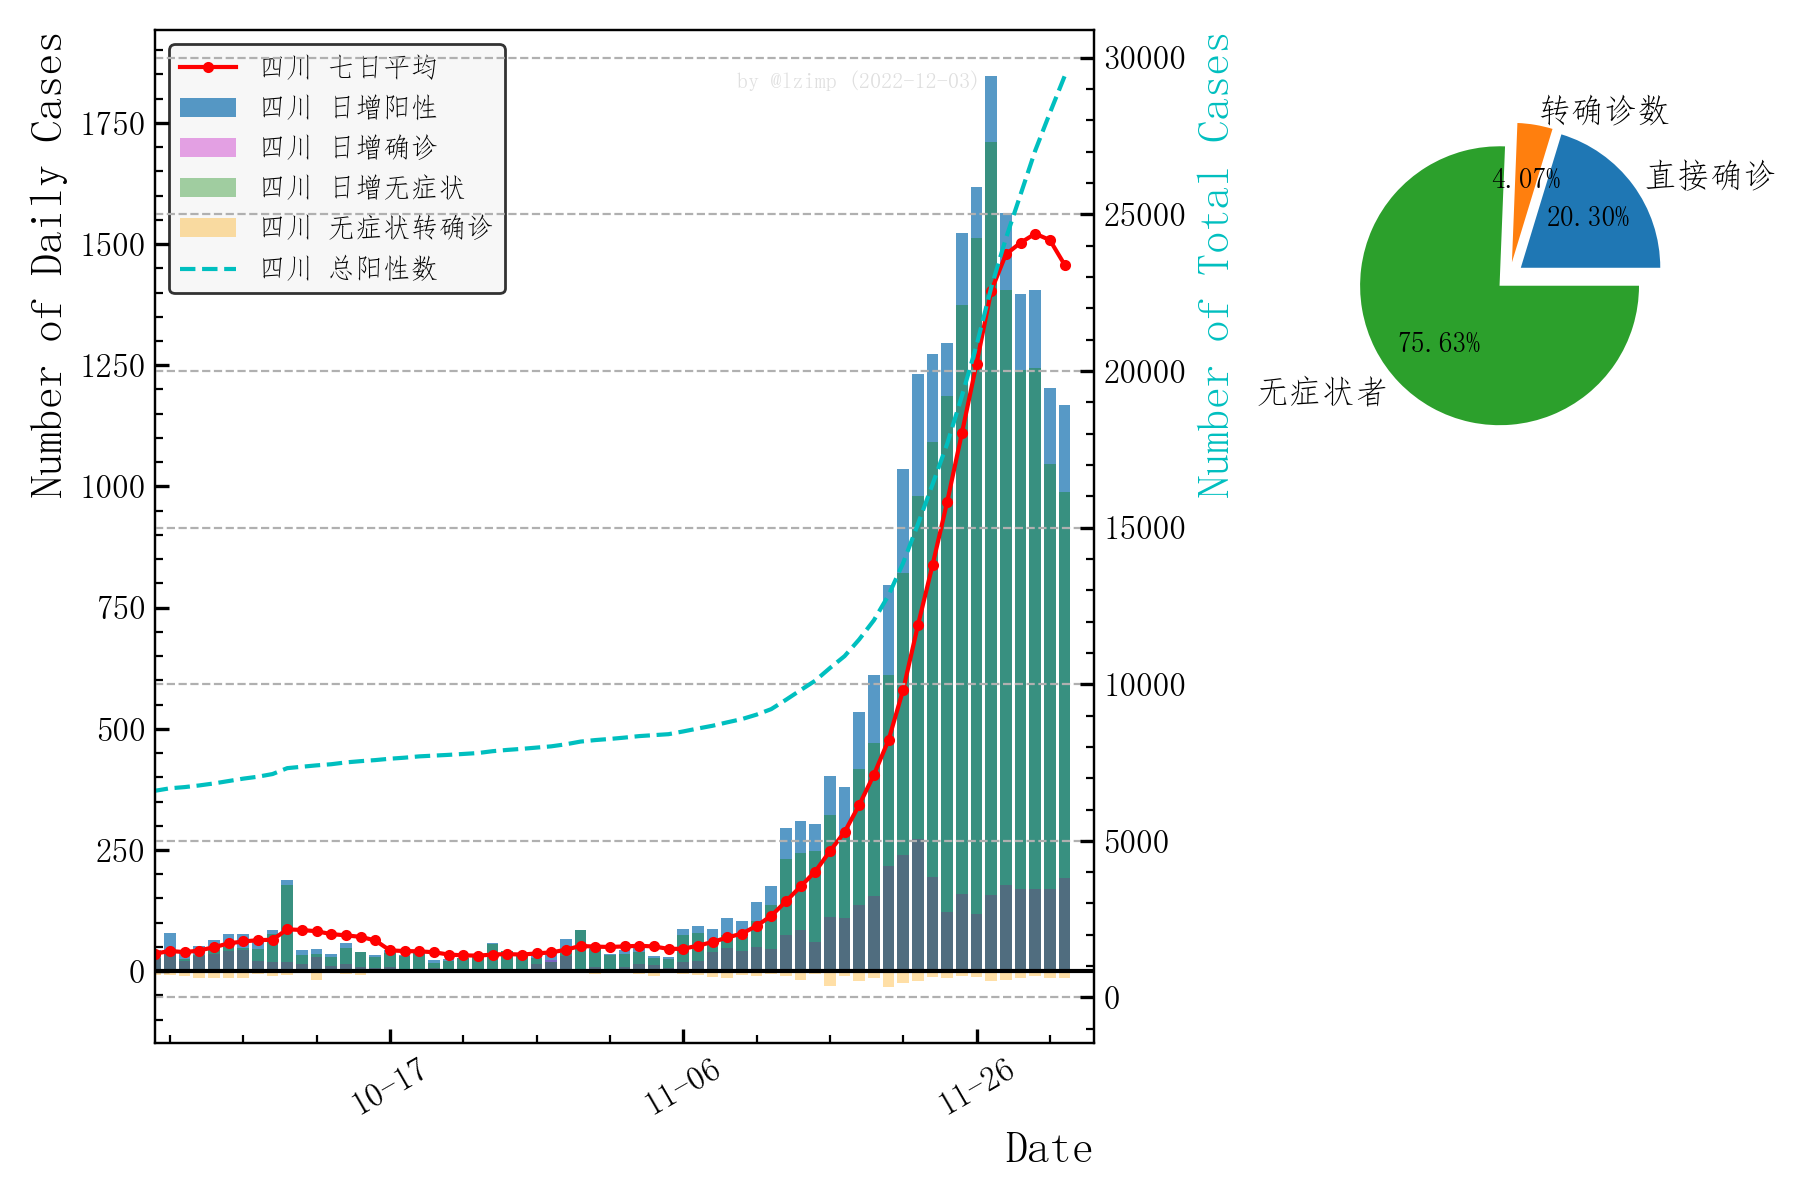 by @lzimp (2022-12-03)
四川 七日平均
四川 日增阳性
四川 日增确诊
四川 日增无症状
四川 无症状转确诊
四川 总阳性数
Number of Daily Cases
1750
1500
1250
1000
750
500
250
0
30000
25000
20000
15000
10000
5000
0
Number of Total Cases
10-17
11-06
11-26
Date
转确诊数
直接确诊
4.07%
20.30%
75.63%
无症状者